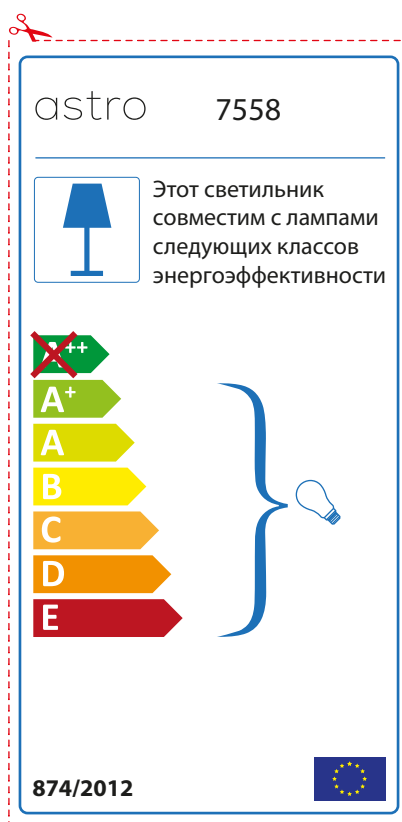 astro 7558
Этот светильник
совместим с лампами
следующих классов
энергоэффективности
A++
A+
A
B
C
D
E
874/2012